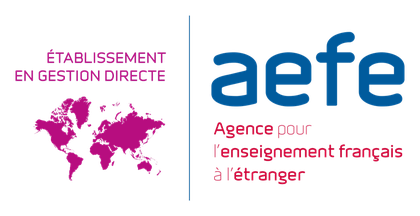 ÉTABLISSEMENT
EN GESTION DIRECTE
aefe
Agence pour
l'enseignement français
à l'étranger